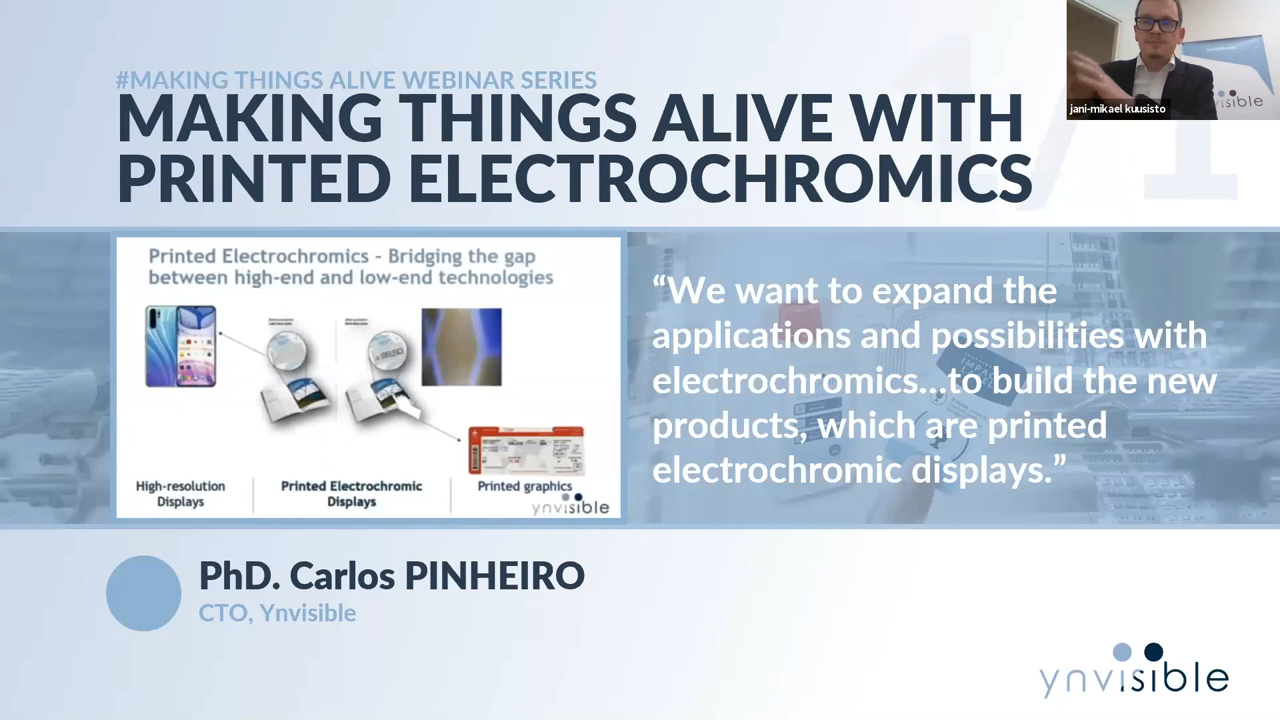 #MAKING THINGS ALIVE WEBINAR SERIES
MAKING THINGS ALIVE WITH
PRINTED ELECTROCHROMICS
jani-mikael kuusisto
Printed Electrochromics - Bridging the gap
between high-end and low-end technologies
High-resolution
Displays
Printed Electrochromic
Displays
Printed graphics
ynvisible
“We want to expand the
applications and possibilities with
electrochromics...to build the new
products, which are printed
electrochromic displays.”
PhD. Carlos PINHEIRO
CTO, Ynvisible
ynvisible